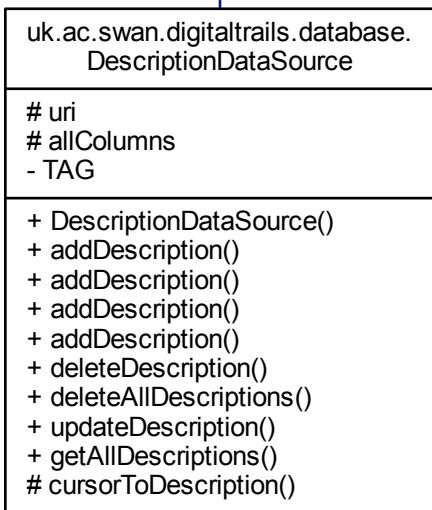 uk.ac.swan.digitaltrails.database.
DescriptionDataSource
# uri
# allColumns
- TAG
+ DescriptionDataSource()
+ addDescription()
+ addDescription()
+ addDescription()
+ addDescription()
+ deleteDescription()
+ deleteAllDescriptions()
+ updateDescription()
+ getAllDescriptions()
# cursorToDescription()